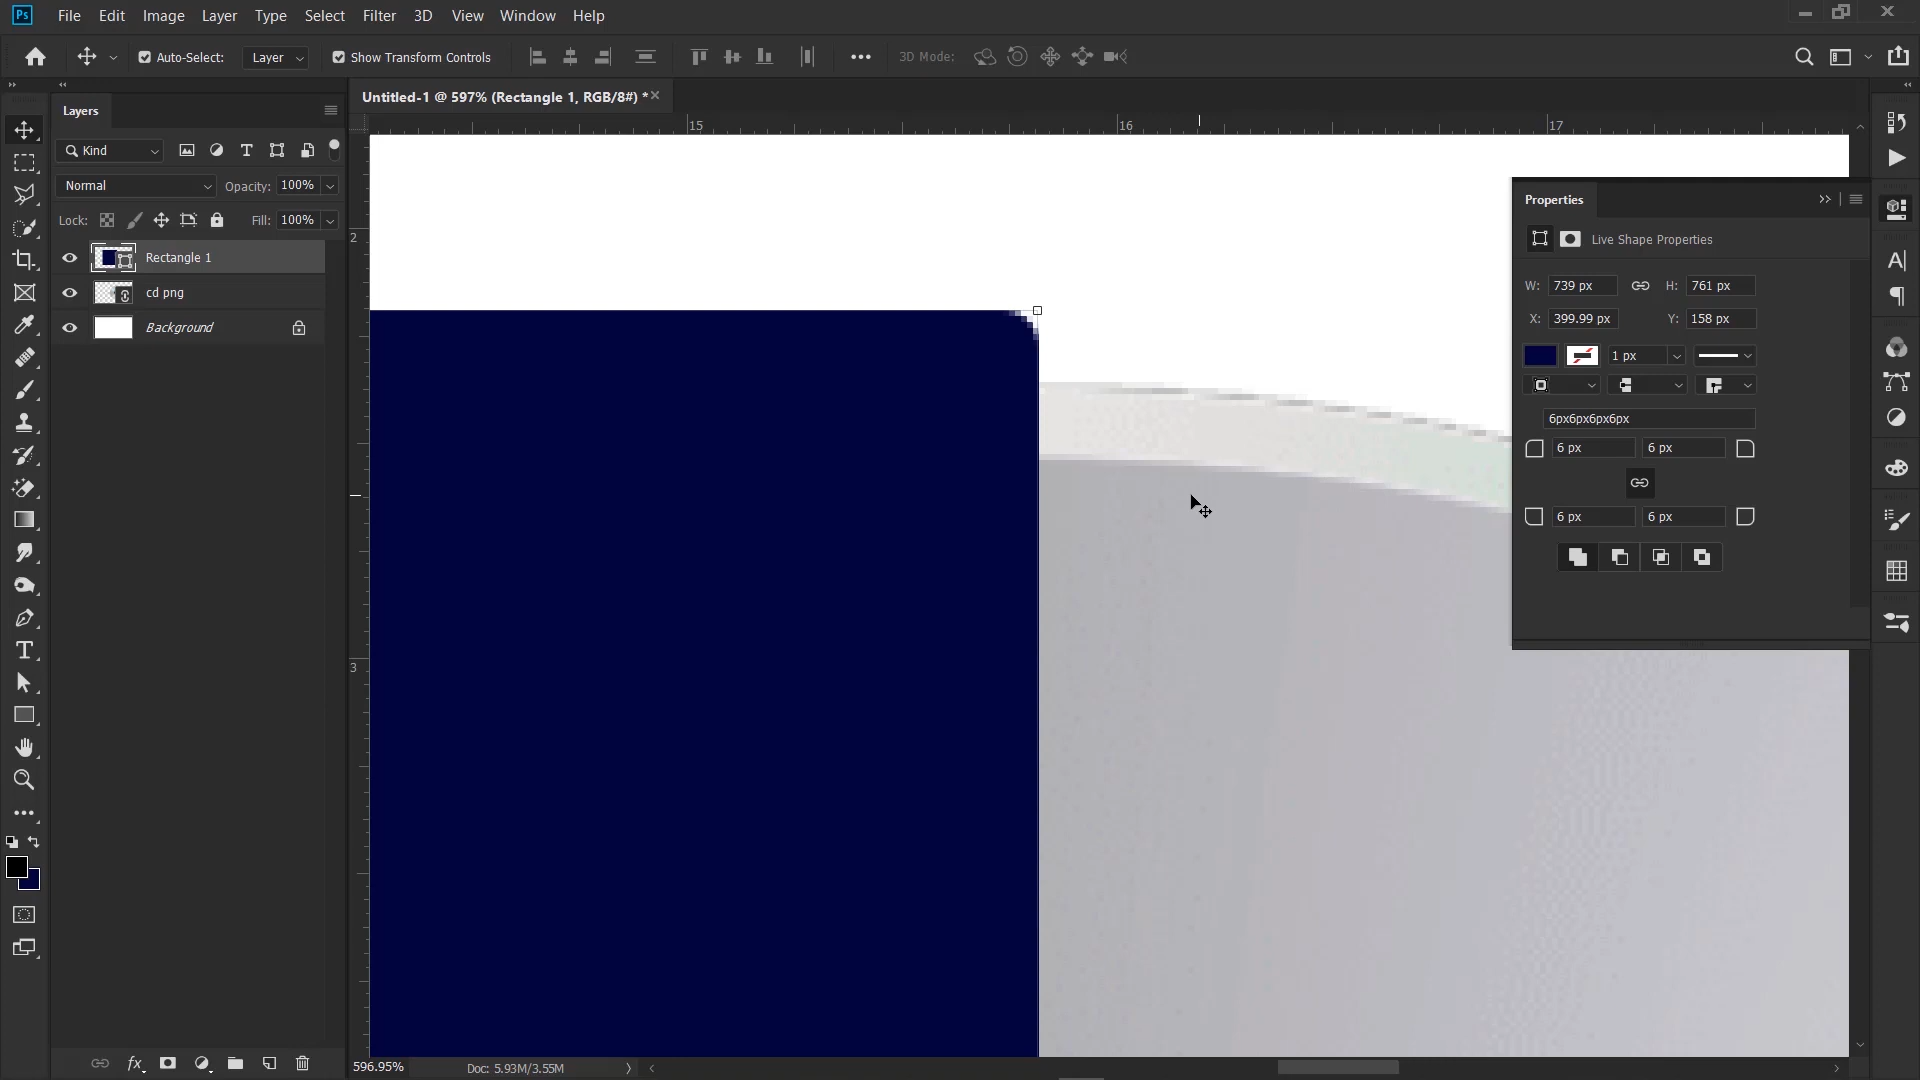 Ps File Edit Image Layer Type Select Filter 3D View Window Help
Auto-Select: Layer Show Transform Controls 3D Mode:
Layers
Untitled-1 @ 597% (Rectangle 1, RGB/8#) *
15 16 17
Kind
Normal Opacity: 100%
Lock: Fill: 100%
Rectangle 1
cd png
Background
2
3
Properties
Live Shape Properties
W: 739 px H: 761 px
X: 399.99 px Y: 158 px
1 px
6px6px6px6px
6 px 6 px
6 px 6 px
fx
596.95% Doc: 5.93M/3.55M